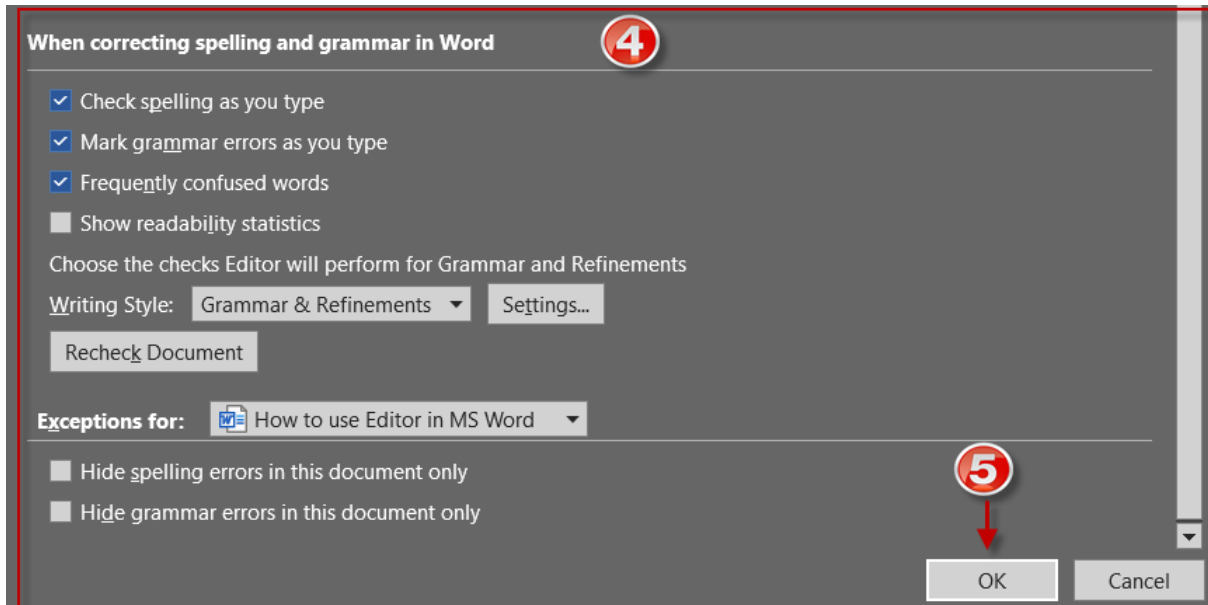 When correcting spelling and grammar in Word
4
Check spelling as you type
Mark grammar errors as you type
Frequently confused words
Show readability statistics
Choose the checks Editor will perform for Grammar and Refinements
Writing Style: Grammar & Refinements Settings...
Recheck Document
Exceptions for: How to use Editor in MS Word
Hide spelling errors in this document only
5
Hide grammar errors in this document only
OK Cancel